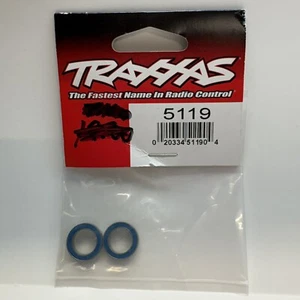 TRAXXAS
The Fastest Name In Radio Control
5119
0 20334 51190 4